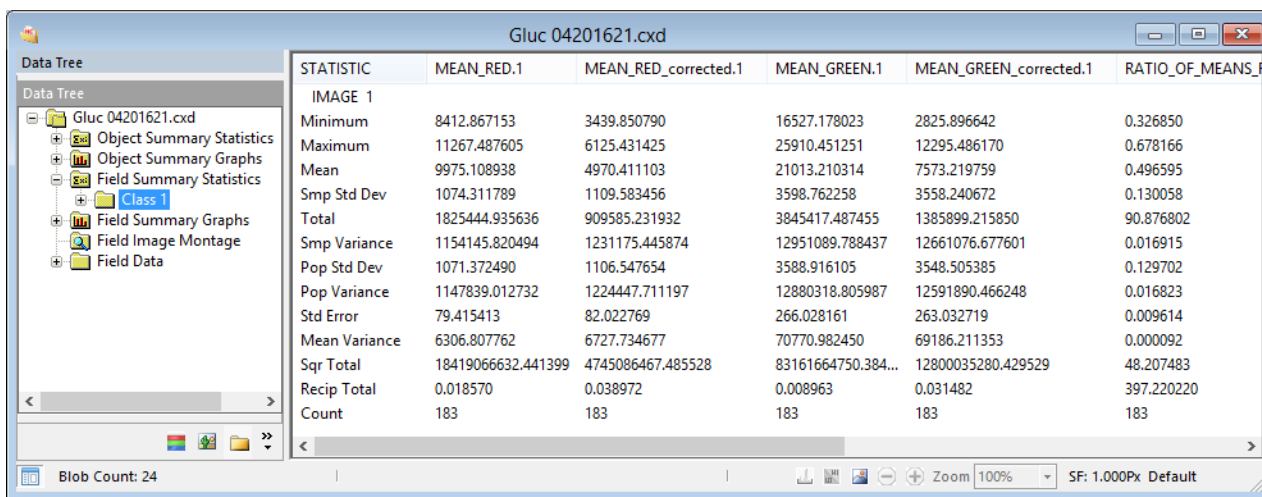 Gluc 04201621.cxd
Data Tree
Data Tree
Gluc 04201621.cxd
Object Summary Statistics
Object Summary Graphs
Field Summary Statistics
Class 1
Field Summary Graphs
Field Image Montage
Field Data
STATISTIC MEAN_RED.1 MEAN_RED_corrected.1 MEAN_GREEN.1 MEAN_GREEN_corrected.1 RATIO_OF_MEANS_
IMAGE 1
Minimum 8412.867153 3439.850790 16527.178023 2825.896642 0.326850
Maximum 11267.487605 6125.431425 25910.451251 12295.486170 0.678166
Mean 9975.108938 4970.411103 21013.210314 7573.219759 0.496595
Smp Std Dev 1074.311789 1109.583456 3598.762258 3558.240672 0.130058
Total 1825444.935636 909585.231932 3845417.487455 1385899.215850 90.876802
Smp Variance 1154145.820494 1231175.445874 12951089.788437 12661076.677601 0.016915
Pop Std Dev 1071.372490 1106.547654 3588.916105 3548.505385 0.129702
Pop Variance 1147839.012732 1224447.711197 12880318.805987 12591890.466248 0.016823
Std Error 79.415413 82.022769 266.028161 263.032719 0.009614
Mean Variance 6306.807762 6727.734677 70770.982450 69186.211353 0.000092
Sqr Total 18419066632.441399 4745086467.485528 83161664750.384... 12800035280.429529 48.207483
Recip Total 0.018570 0.038972 0.008963 0.031482 397.220220
Count 183 183 183 183 183
Blob Count: 24
Zoom 100% SF: 1.000Px Default